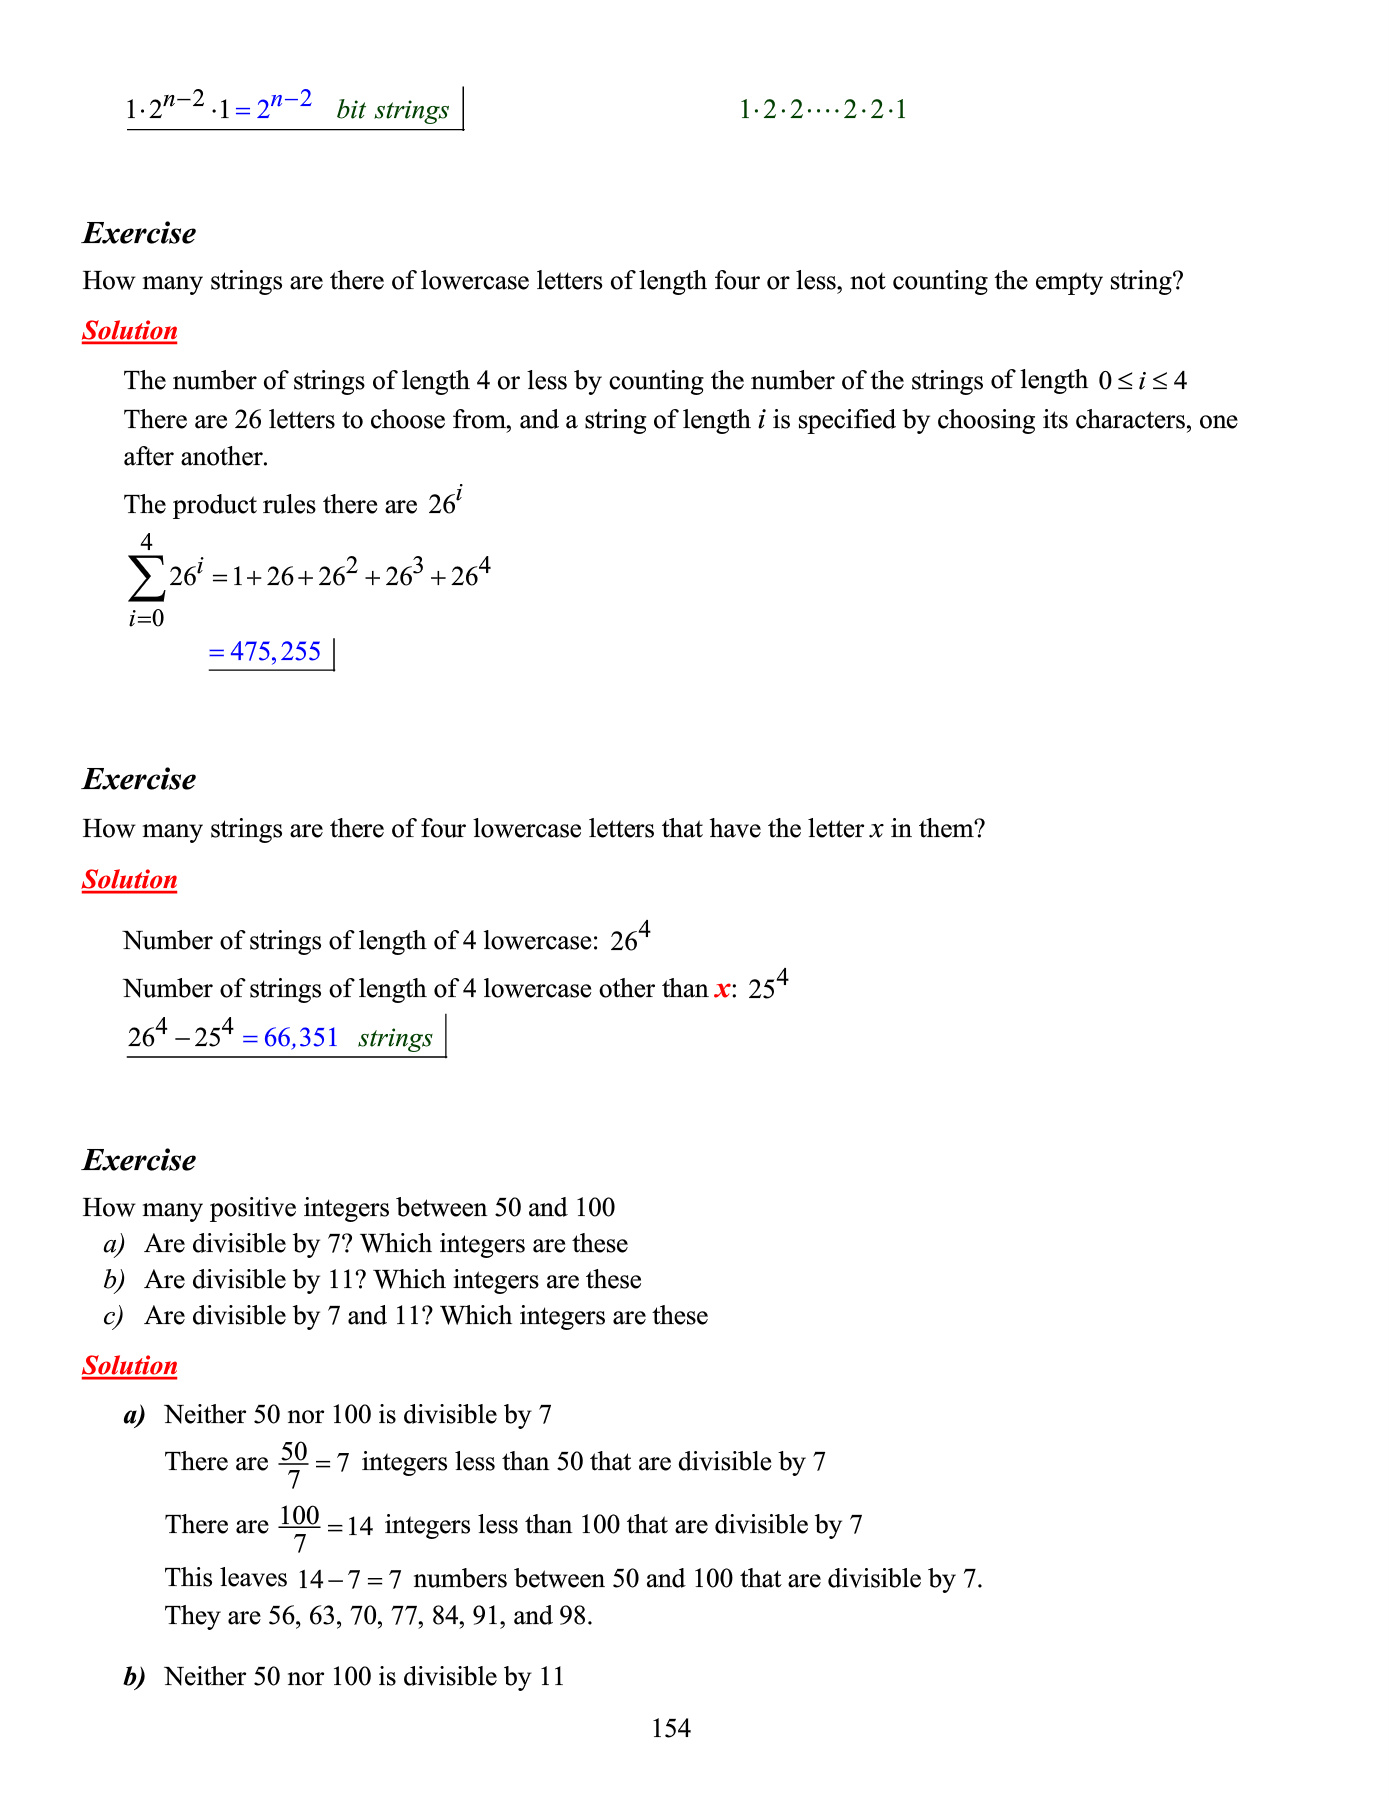 1·2^{n−2}·1 = 2^{n−2} bit strings 1·2·2·⋯·2·2·1
Exercise
How many strings are there of lowercase letters of length four or less, not counting the empty string?
Solution
The number of strings of length 4 or less by counting the number of the strings of length 0 ≤ i ≤ 4
There are 26 letters to choose from, and a string of length i is specified by choosing its characters, one
after another.
The product rules there are 26^i
\sum_{i=0}^{4} 26^i = 1 + 26 + 26^2 + 26^3 + 26^4
= 475,255
Exercise
How many strings are there of four lowercase letters that have the letter x in them?
Solution
Number of strings of length of 4 lowercase: 26^4
Number of strings of length of 4 lowercase other than x: 25^4
26^4 − 25^4 = 66,351 strings
Exercise
How many positive integers between 50 and 100
a) Are divisible by 7? Which integers are these
b) Are divisible by 11? Which integers are these
c) Are divisible by 7 and 11? Which integers are these
Solution
a) Neither 50 nor 100 is divisible by 7
There are 50/7 = 7 integers less than 50 that are divisible by 7
There are 100/7 = 14 integers less than 100 that are divisible by 7
This leaves 14 − 7 = 7 numbers between 50 and 100 that are divisible by 7.
They are 56, 63, 70, 77, 84, 91, and 98.
b) Neither 50 nor 100 is divisible by 11
154